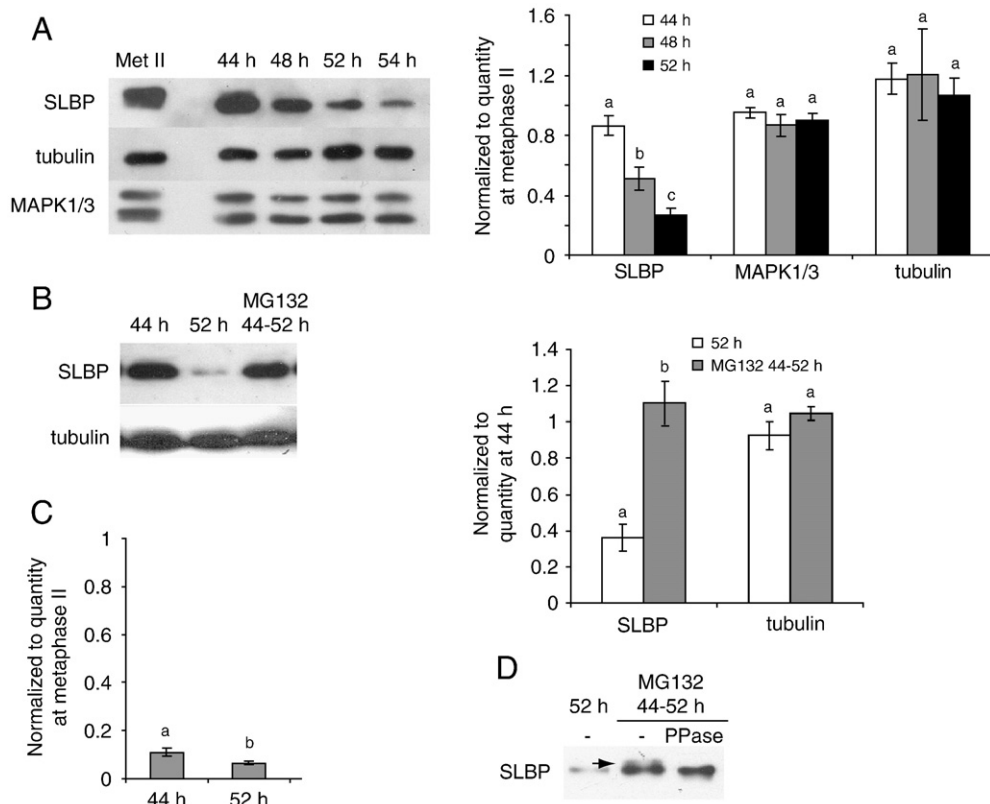 A
Met II 44 h 48 h 52 h 54 h
SLBP
tubulin
MAPK1/3
Normalized to quantity
at metaphase II
1.6
1.2
0.8
0.4
0
44 h
48 h
52 h
a
b
c
a
a
a
a
a
a
SLBP MAPK1/3 tubulin
B
44 h 52 h MG132
44-52 h
SLBP
tubulin
Normalized to
quantity at 44 h
1.4
1.2
1
0.8
0.6
0.4
0.2
0
52 h
MG132 44-52 h
a
b
a
a
SLBP tubulin
C
Normalized to quantity
at metaphase II
1
0.8
0.6
0.4
0.2
0
a
b
44 h 52 h
D
MG132
52 h 44-52 h
- - PPase
SLBP